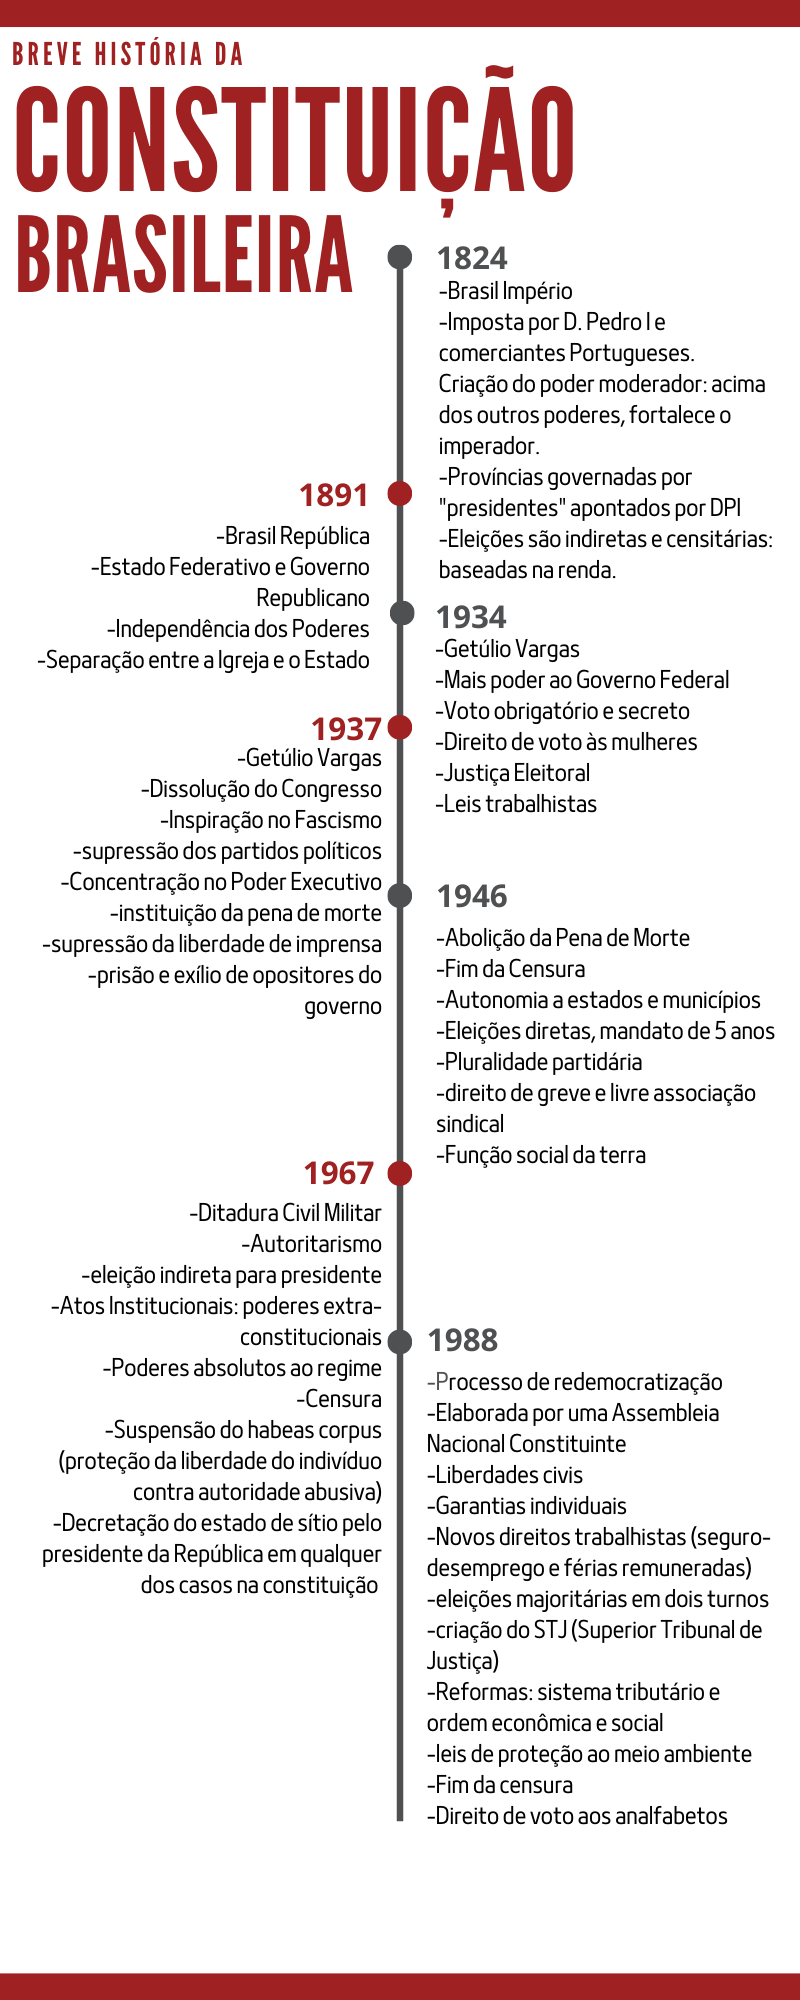 BREVE HISTÓRIA DA
CONSTITUIÇÃO
BRASILEIRA
1824
-Brasil Império
-Imposta por D. Pedro I e
comerciantes Portugueses.
Criação do poder moderador: acima
dos outros poderes, fortalece o
imperador.
-Províncias governadas por
"presidentes" apontados por DPI
-Eleições são indiretas e censitárias:
baseadas na renda.
1891
-Brasil República
-Estado Federativo e Governo
Republicano
-Independência dos Poderes
-Separação entre a Igreja e o Estado
1934
-Getúlio Vargas
-Mais poder ao Governo Federal
-Voto obrigatório e secreto
-Direito de voto às mulheres
-Justiça Eleitoral
-Leis trabalhistas
1937
-Getúlio Vargas
-Dissolução do Congresso
-Inspiração no Fascismo
-supressão dos partidos políticos
-Concentração no Poder Executivo
-instituição da pena de morte
-supressão da liberdade de imprensa
-prisão e exílio de opositores do
governo
1946
-Abolição da Pena de Morte
-Fim da Censura
-Autonomia a estados e municípios
-Eleições diretas, mandato de 5 anos
-Pluralidade partidária
-direito de greve e livre associação
sindical
-Função social da terra
1967
-Ditadura Civil Militar
-Autoritarismo
-eleição indireta para presidente
-Atos Institucionais: poderes extra-
constitucionais
-Poderes absolutos ao regime
-Censura
-Suspensão do habeas corpus
(proteção da liberdade do indivíduo
contra autoridade abusiva)
-Decretação do estado de sítio pelo
presidente da República em qualquer
dos casos na constituição
1988
-Processo de redemocratização
-Elaborada por uma Assembleia
Nacional Constituinte
-Liberdades civis
-Garantias individuais
-Novos direitos trabalhistas (seguro-
desemprego e férias remuneradas)
-eleições majoritárias em dois turnos
-criação do STJ (Superior Tribunal de
Justiça)
-Reformas: sistema tributário e
ordem econômica e social
-leis de proteção ao meio ambiente
-Fim da censura
-Direito de voto aos analfabetos